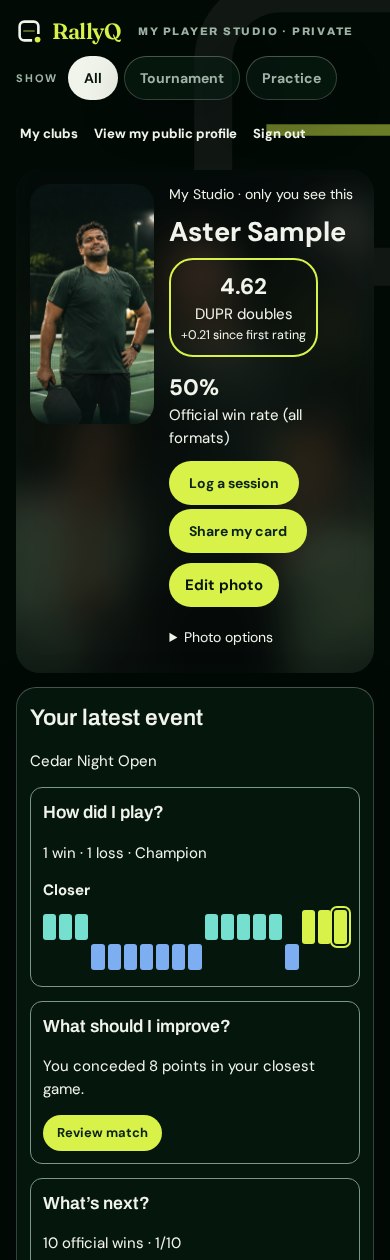 RallyQ MY PLAYER STUDIO · PRIVATE
SHOW All Tournament Practice
My clubs View my public profile Sign out
My Studio · only you see this
Aster Sample
4.62
DUPR doubles
+0.21 since first rating
50%
Official win rate (all
formats)
Log a session
Share my card
Edit photo
Photo options
Your latest event
Cedar Night Open
How did I play?
1 win · 1 loss · Champion
Closer
What should I improve?
You conceded 8 points in your closest
game.
Review match
What's next?
10 official wins · 1/10